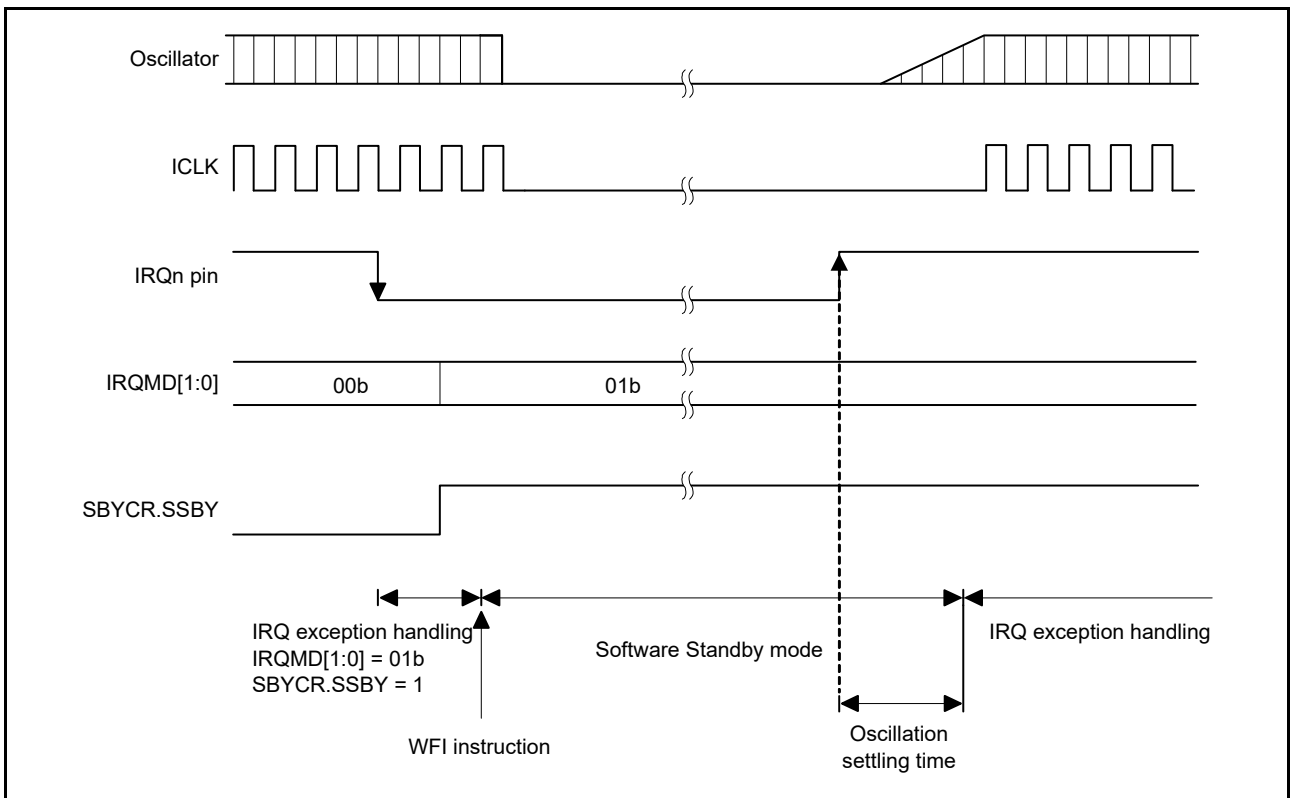 Oscillator
ICLK
IRQn pin
IRQMD[1:0]
00b
01b
SBYCR.SSBY
IRQ exception handling
IRQMD[1:0] = 01b
SBYCR.SSBY = 1
Software Standby mode
IRQ exception handling
WFI instruction
Oscillation
settling time